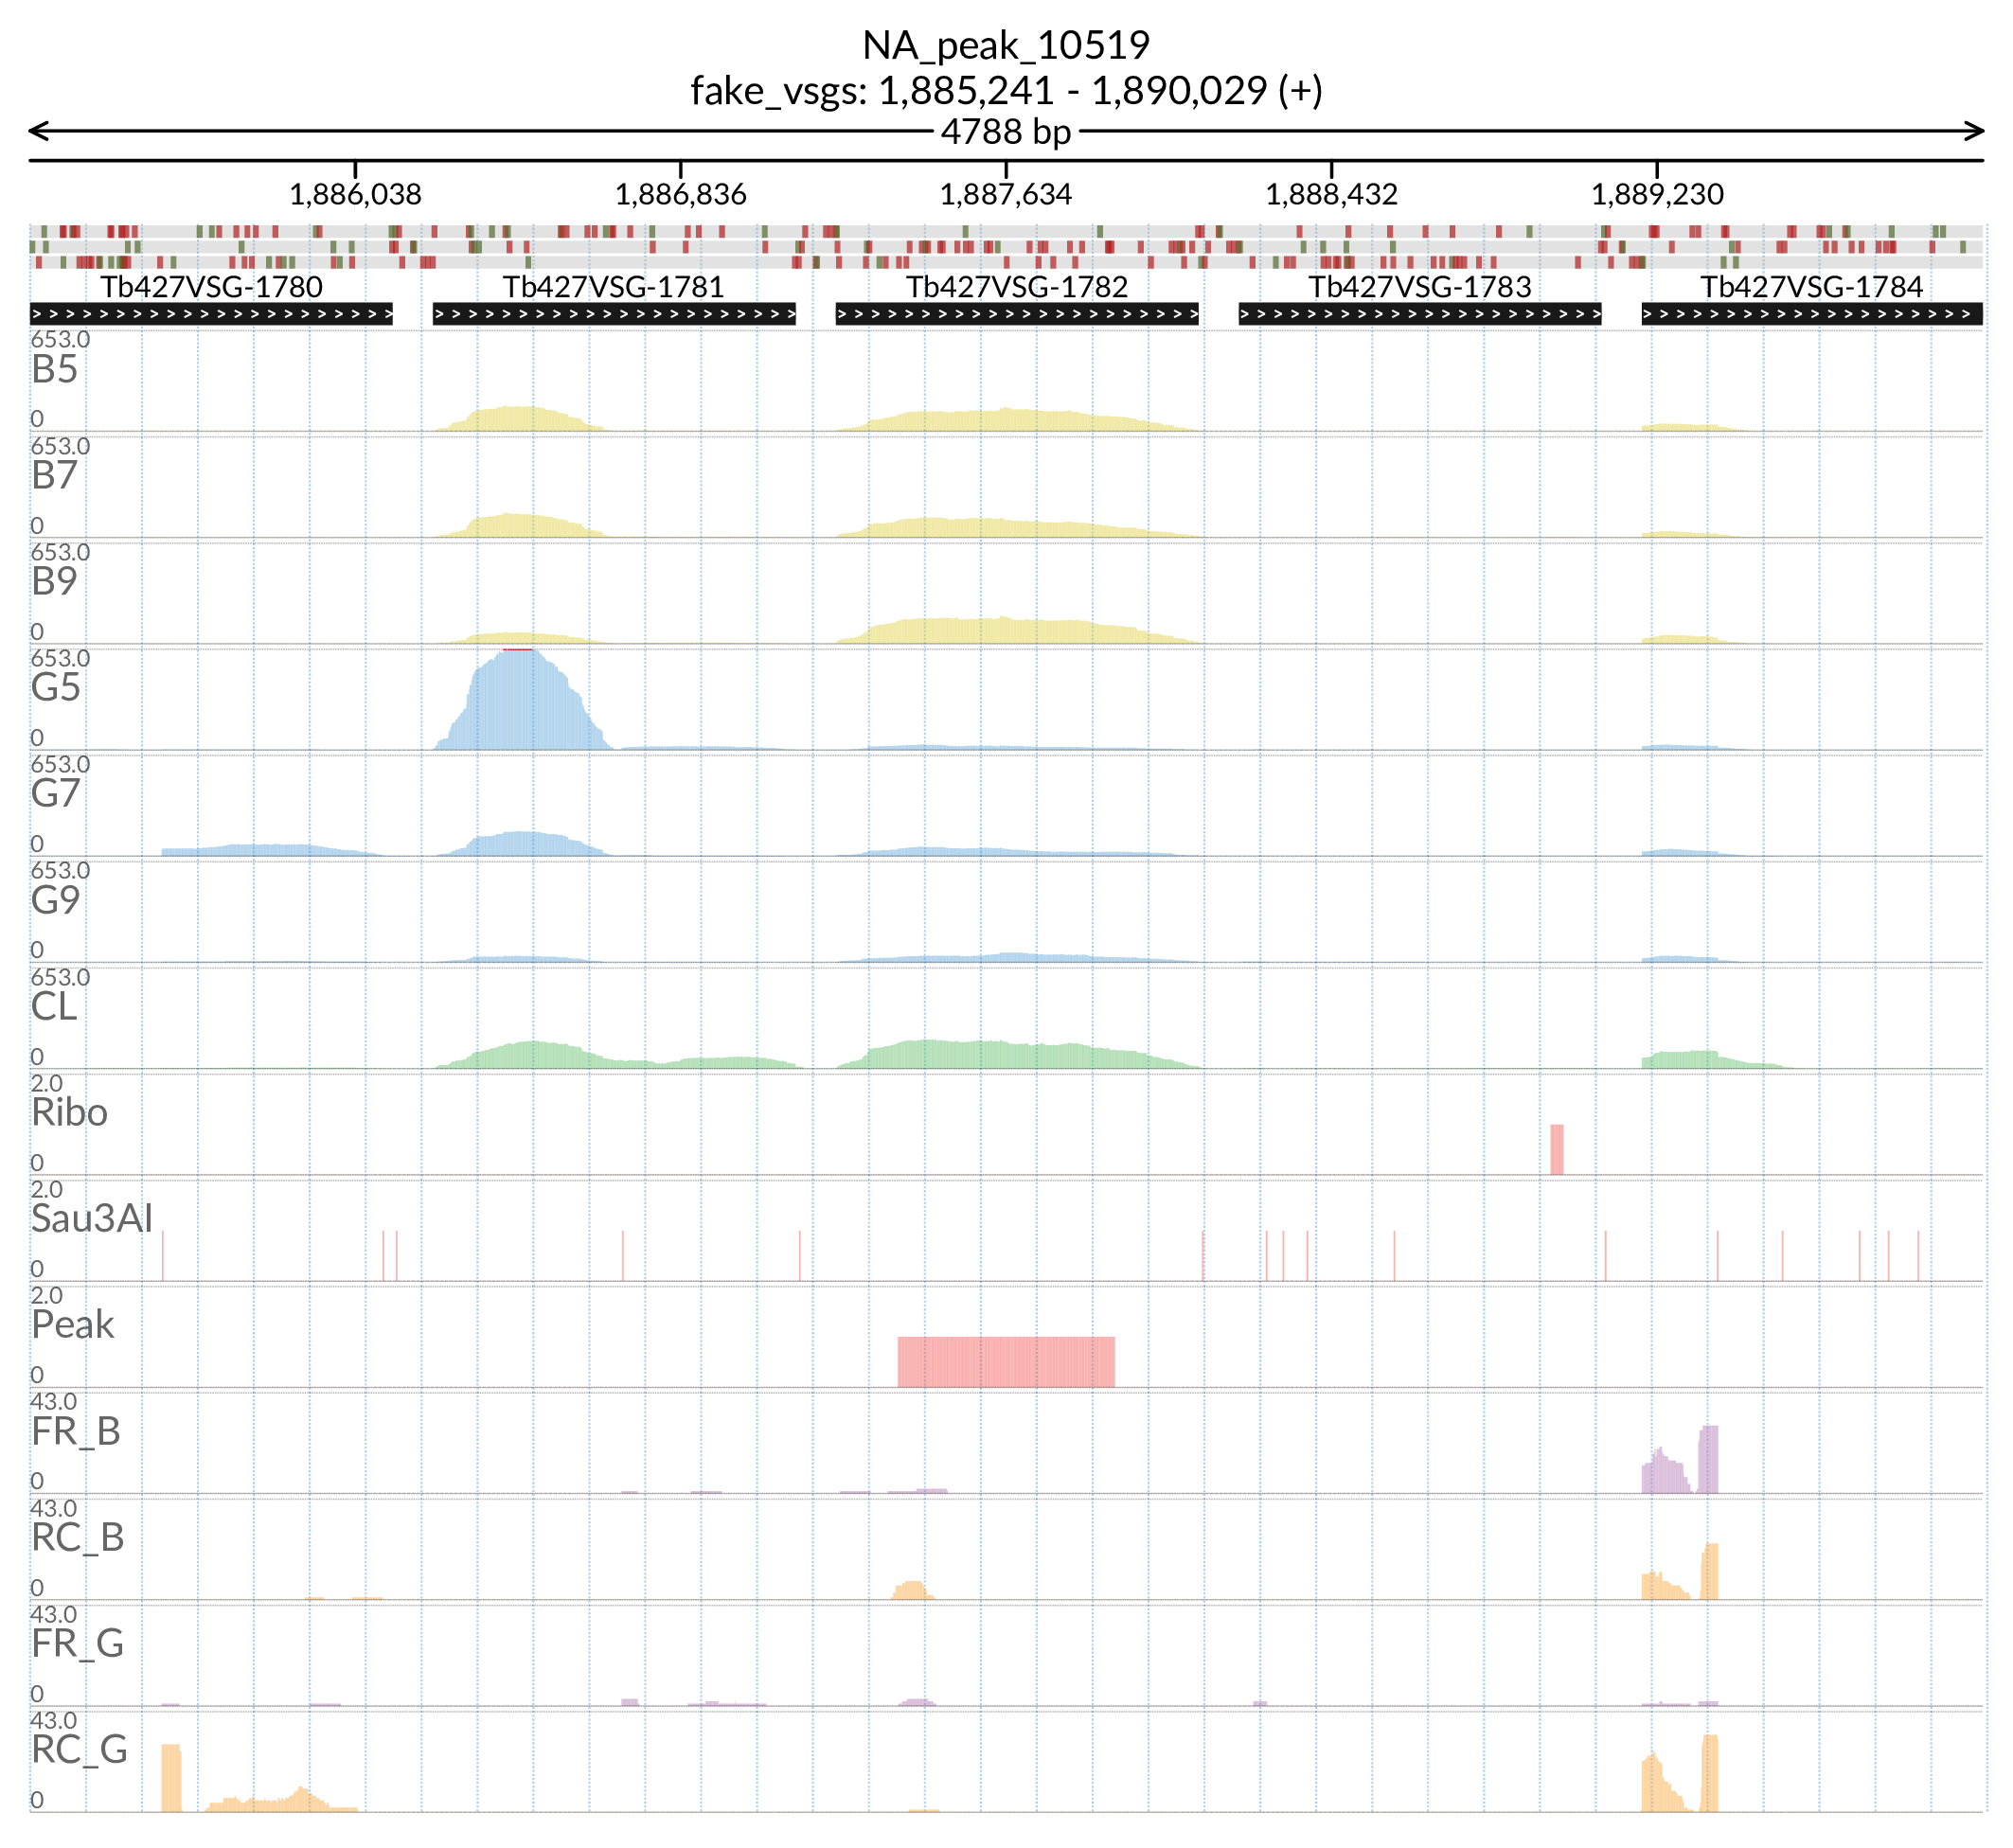 NA_peak_10519
fake_vsgs: 1,885,241 - 1,890,029 (+)
4788 bp
1,886,038 1,886,836 1,887,634 1,888,432 1,889,230
Tb427VSG-1780 Tb427VSG-1781 Tb427VSG-1782 Tb427VSG-1783 Tb427VSG-1784
653.0
B5
0
653.0
B7
0
653.0
B9
0
653.0
G5
0
653.0
G7
0
653.0
G9
0
653.0
CL
0
2.0
Ribo
0
2.0
Sau3AI
0
2.0
Peak
0
43.0
FR_B
0
43.0
RC_B
0
43.0
FR_G
0
43.0
RC_G
0